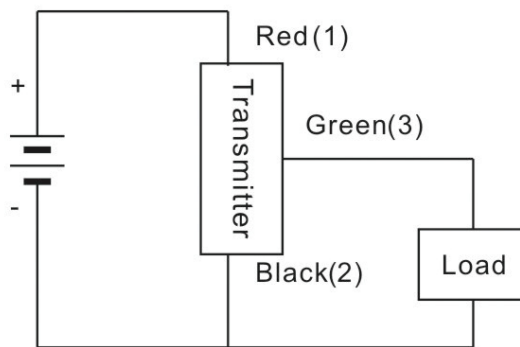 Red(1)
+
Transmitter
Green(3)
-
Black(2)
Load